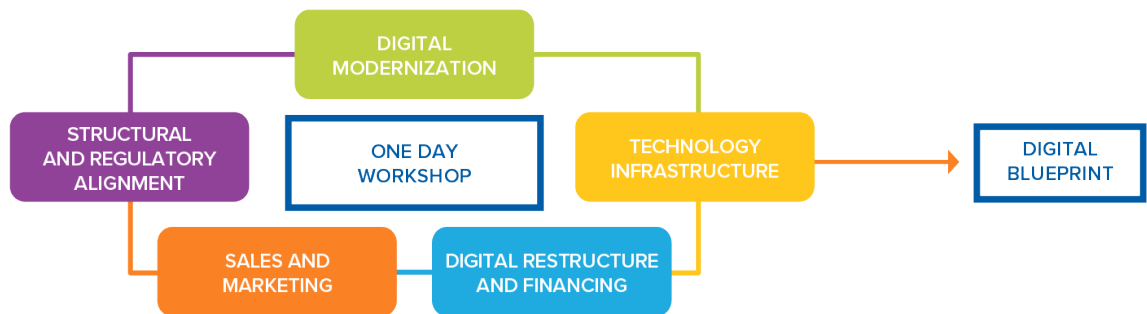 DIGITAL
MODERNIZATION
STRUCTURAL
AND REGULATORY
ALIGNMENT
ONE DAY
WORKSHOP
TECHNOLOGY
INFRASTRUCTURE
DIGITAL
BLUEPRINT
SALES AND
MARKETING
DIGITAL RESTRUCTURE
AND FINANCING